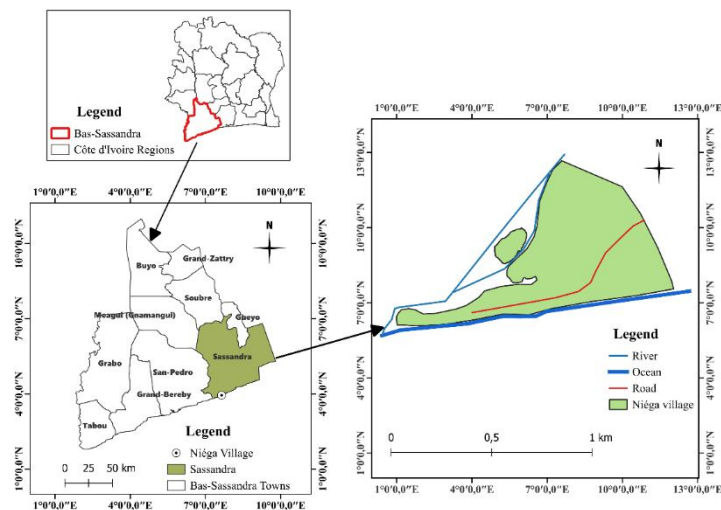 Legend
Bas-Sassandra
Côte d'Ivoire Regions
1°0'0,0"E 4°0'0,0"E 7°0'0,0"E 10°0'0,0"E
10°0'0,0"N
7°0'0,0"N
4°0'0,0"N
1°0'0,0"N
N
Buyo
Grand-Zattry
Soubre
Gueyo
Meagui (Gnamangui)
Sassandra
Grabo
San-Pedro
Grand-Bereby
Tabou
Legend
Niéga Village
Sassandra
Bas-Sassandra Towns
0 25 50 km
10°0'0,0"N
7°0'0,0"N
4°0'0,0"N
1°0'0,0"N
1°0'0,0"E 4°0'0,0"E 7°0'0,0"E 10°0'0,0"E
1°0'0,0"E 4°0'0,0"E 7°0'0,0"E 10°0'0,0"E 13°0'0,0"E
13°0'0,0"N
10°0'0,0"N
7°0'0,0"N
4°0'0,0"N
1°0'0,0"N
N
Legend
River
Ocean
Road
Niéga village
0 0,5 1 km
13°0'0,0"N
10°0'0,0"N
7°0'0,0"N
4°0'0,0"N
1°0'0,0"N
1°0'0,0"E 4°0'0,0"E 7°0'0,0"E 10°0'0,0"E 13°0'0,0"E